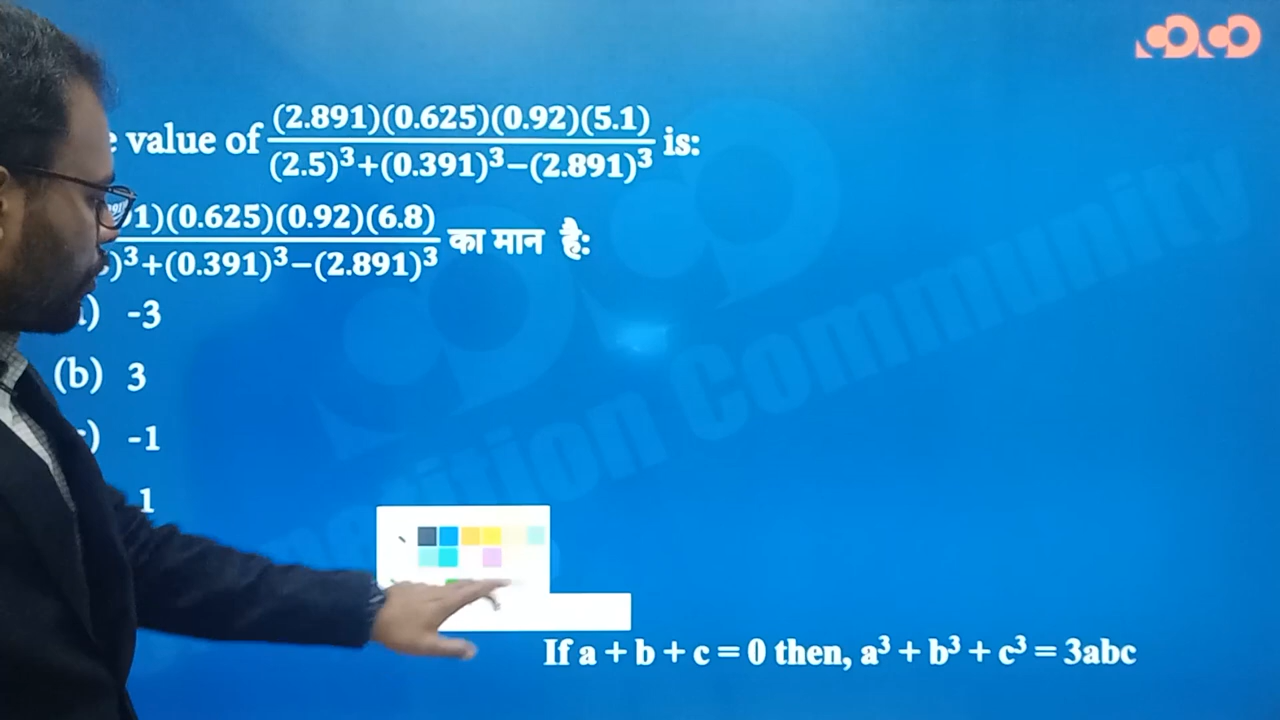 value of (2.891)(0.625)(0.92)(5.1) / (2.5)³+(0.391)³−(2.891)³ is:
1)(0.625)(0.92)(6.8) / )³+(0.391)³−(2.891)³ का मान है:
) -3
(b) 3
) -1
1
If a + b + c = 0 then, a³ + b³ + c³ = 3abc
Community